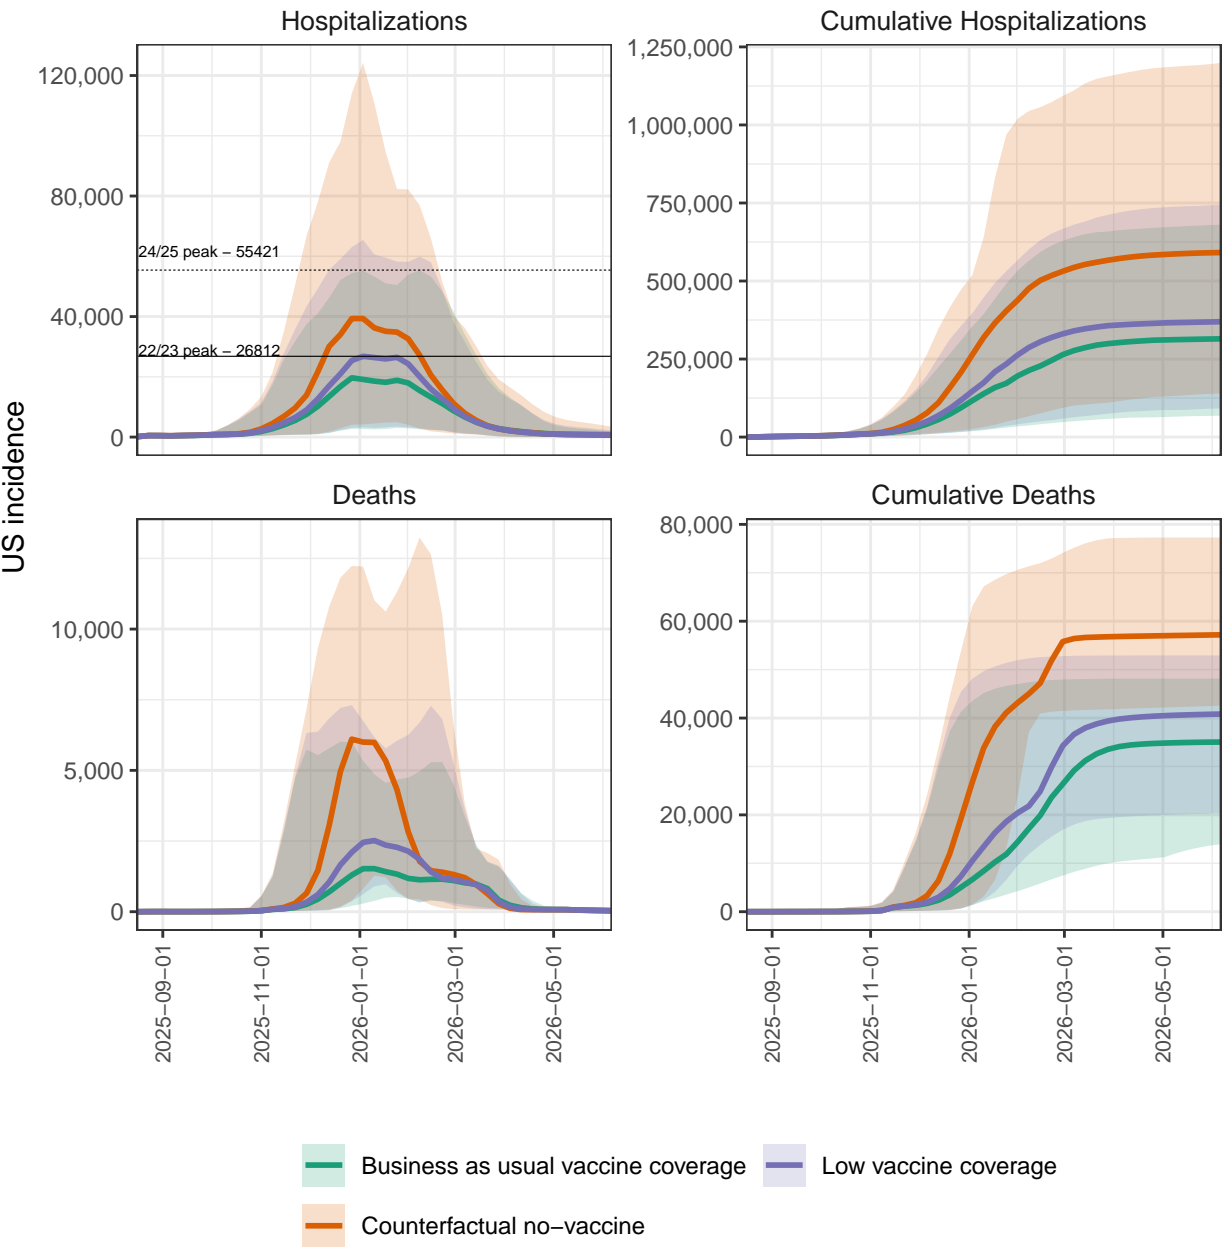 Hospitalizations
Cumulative Hospitalizations
120,000
80,000
40,000
0
24/25 peak − 55421
22/23 peak − 26812
1,250,000
1,000,000
750,000
500,000
250,000
0
US incidence
Deaths
Cumulative Deaths
10,000
5,000
0
80,000
60,000
40,000
20,000
0
2025−09−01
2025−11−01
2026−01−01
2026−03−01
2026−05−01
2025−09−01
2025−11−01
2026−01−01
2026−03−01
2026−05−01
Business as usual vaccine coverage
Low vaccine coverage
Counterfactual no−vaccine